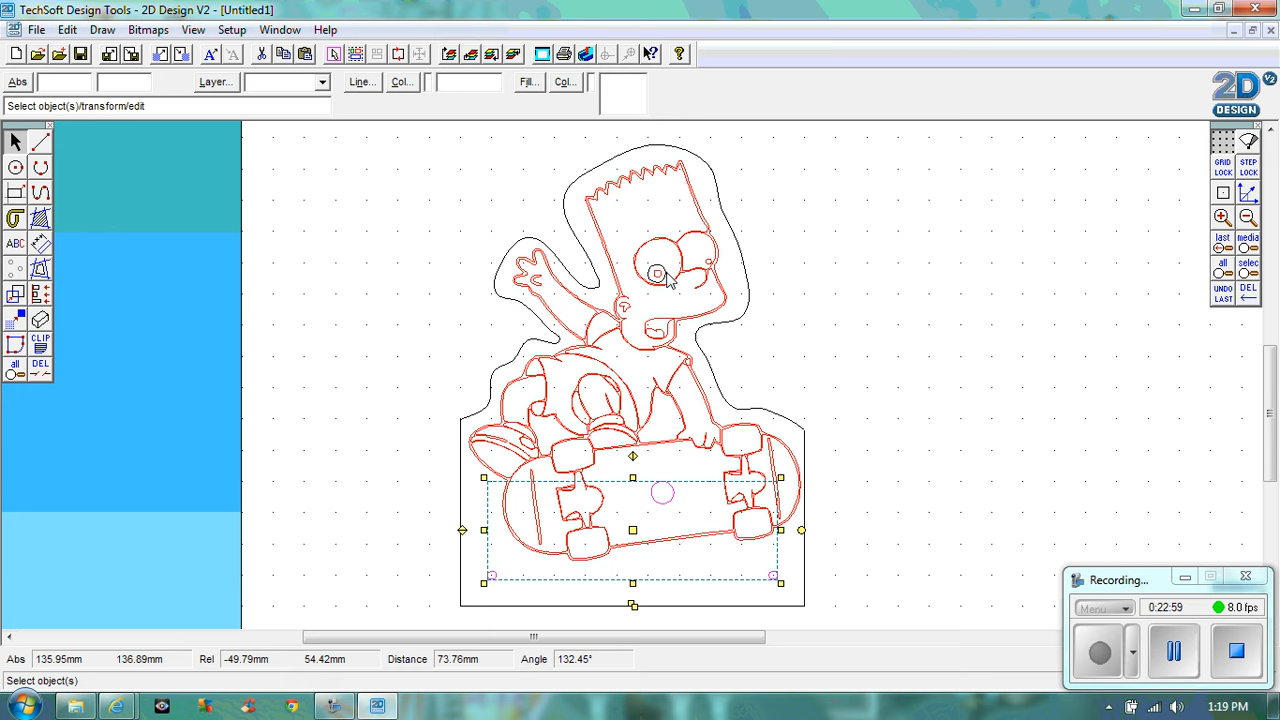 TechSoft Design Tools - 2D Design V2 - [Untitled1]
File Edit Draw Bitmaps View Setup Window Help
Abs Layer... Line... Col... Fill... Col...
2D V2
DESIGN
Select object(s)/transform/edit
GRID LOCK STEP LOCK
ABC
last media
all selec
UNDO LAST DEL
CLIP
all DEL
Recording...
Menu 0:22:59 8.0 fps
Abs 135.95mm 136.89mm Rel -49.79mm 54.42mm Distance 73.76mm Angle 132.45°
Select object(s)
1:19 PM